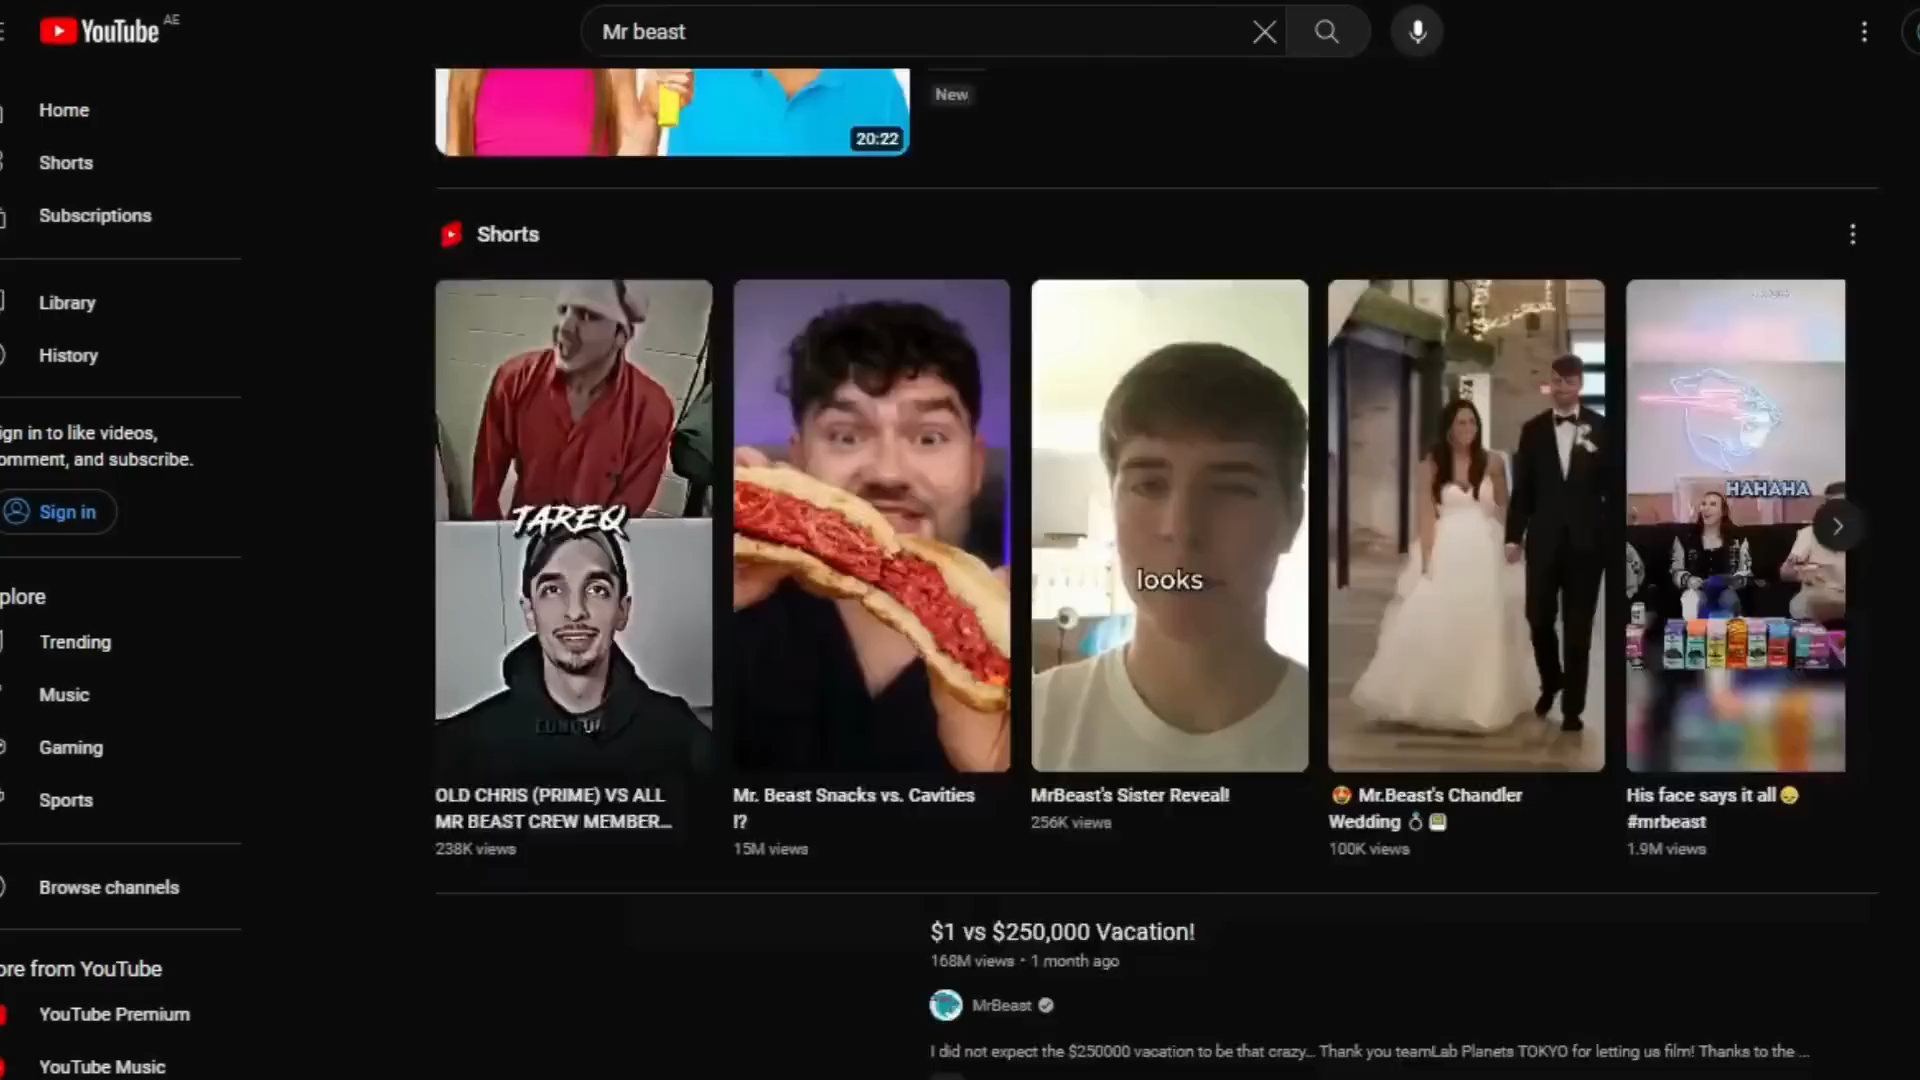 YouTube AE
Mr beast
Home
Shorts
Subscriptions
Library
History
ign in to like videos,
omment, and subscribe.
Sign in
plore
Trending
Music
Gaming
Sports
Browse channels
ore from YouTube
YouTube Premium
YouTube Music
20:22
New
Shorts
TAREQ
looks
HAHAHA
OLD CHRIS (PRIME) VS ALL
MR BEAST CREW MEMBER...
238K views
Mr. Beast Snacks vs. Cavities
!?
15M views
MrBeast's Sister Reveal!
256K views
😍 Mr.Beast's Chandler
Wedding 💍
100K views
His face says it all 😞
#mrbeast
1.9M views
$1 vs $250,000 Vacation!
168M views • 1 month ago
MrBeast
I did not expect the $250000 vacation to be that crazy... Thank you teamLab Planets TOKYO for letting us film! Thanks to the ...